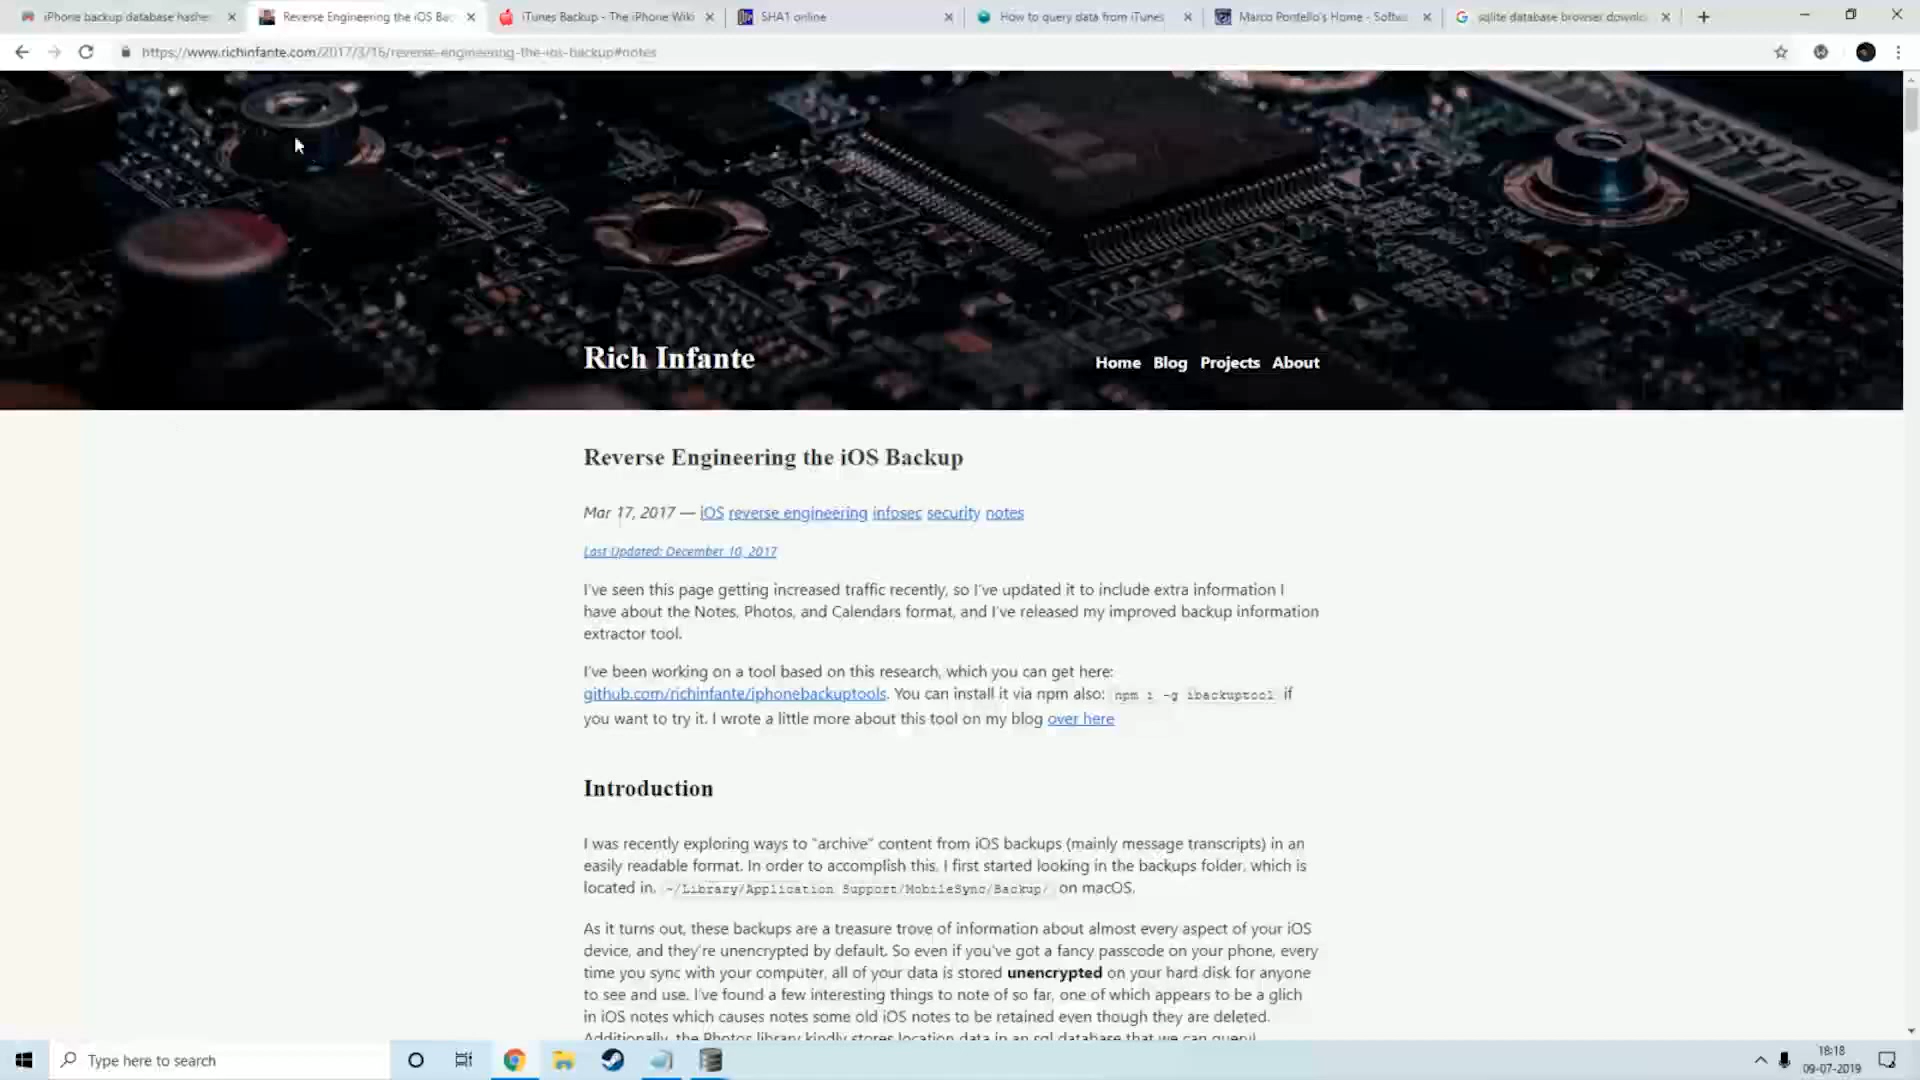 iPhone backup database hashe
Reverse Engineering the iOS Bac
iTunes Backup - The iPhone Wiki
SHA1 online
How to query data from iTunes
Marco Pontello's Home - Softw
sqlite database browser downlo
https://www.richinfante.com/2017/3/16/reverse-engineering-the-ios-backup#notes
Rich Infante
Home Blog Projects About
Reverse Engineering the iOS Backup
Mar 17, 2017 — iOS reverse engineering infosec security notes
Last Updated: December 10, 2017
I've seen this page getting increased traffic recently, so I've updated it to include extra information I
have about the Notes, Photos, and Calendars format, and I've released my improved backup information
extractor tool.
I've been working on a tool based on this research, which you can get here:
github.com/richinfante/iphonebackuptools. You can install it via npm also: npm i -g ibackuptool if
you want to try it. I wrote a little more about this tool on my blog over here
Introduction
I was recently exploring ways to "archive" content from iOS backups (mainly message transcripts) in an
easily readable format. In order to accomplish this, I first started looking in the backups folder, which is
located in, ~/Library/Application Support/MobileSync/Backup/ on macOS.
As it turns out, these backups are a treasure trove of information about almost every aspect of your iOS
device, and they're unencrypted by default. So even if you've got a fancy passcode on your phone, every
time you sync with your computer, all of your data is stored unencrypted on your hard disk for anyone
to see and use. I've found a few interesting things to note of so far, one of which appears to be a glich
in iOS notes which causes notes some old iOS notes to be retained even though they are deleted.
Additionally, the Photos library kindly stores location data in an sql database that we can query!
Type here to search
18:18
09-07-2019